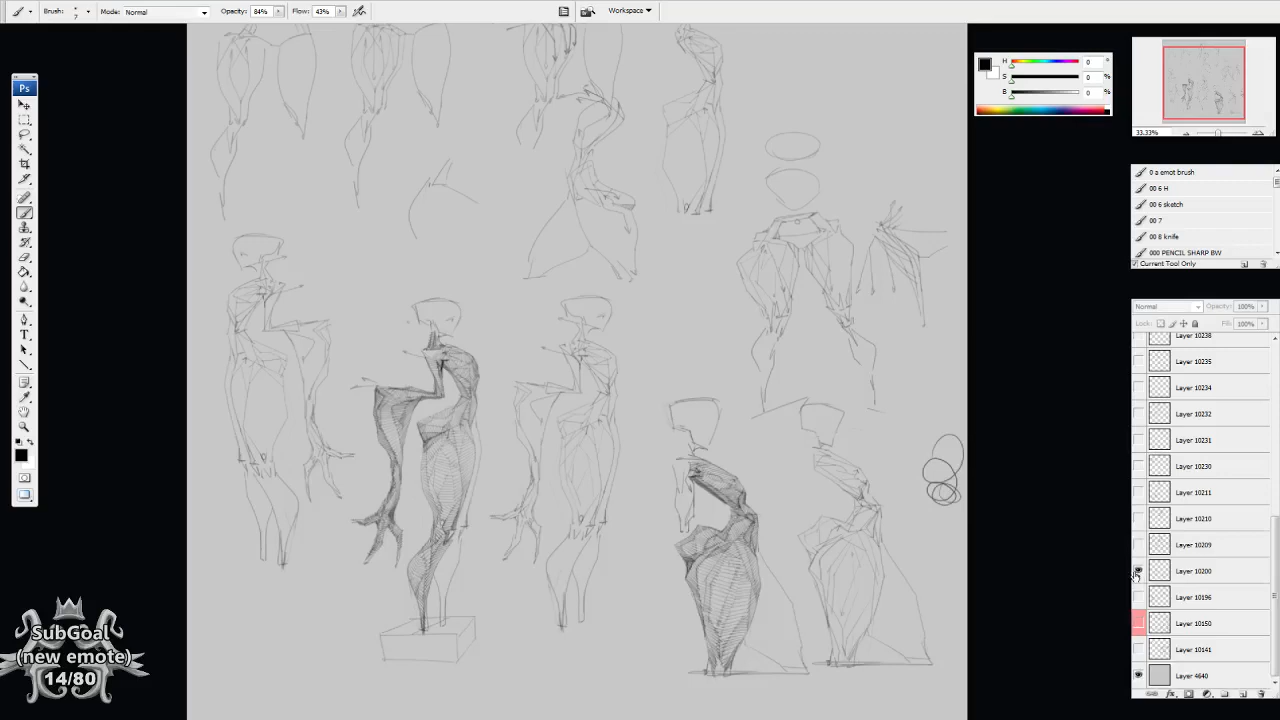 Brush: 7 Mode: Normal Opacity: 84% Flow: 43% Workspace
Ps
H 0 °
S 0 %
B 0 %
33.33%
0 a emot brush
00 6 H
00 6 sketch
00 7
00 8 knife
000 PENCIL SHARP BW
Current Tool Only
Normal Opacity: 100%
Lock: Fill: 100%
Layer 10238
Layer 10235
Layer 10234
Layer 10232
Layer 10231
Layer 10230
Layer 10211
Layer 10210
Layer 10209
Layer 10200
Layer 10196
Layer 10150
Layer 10141
Layer 4640
SubGoal
(new emote)
14/80